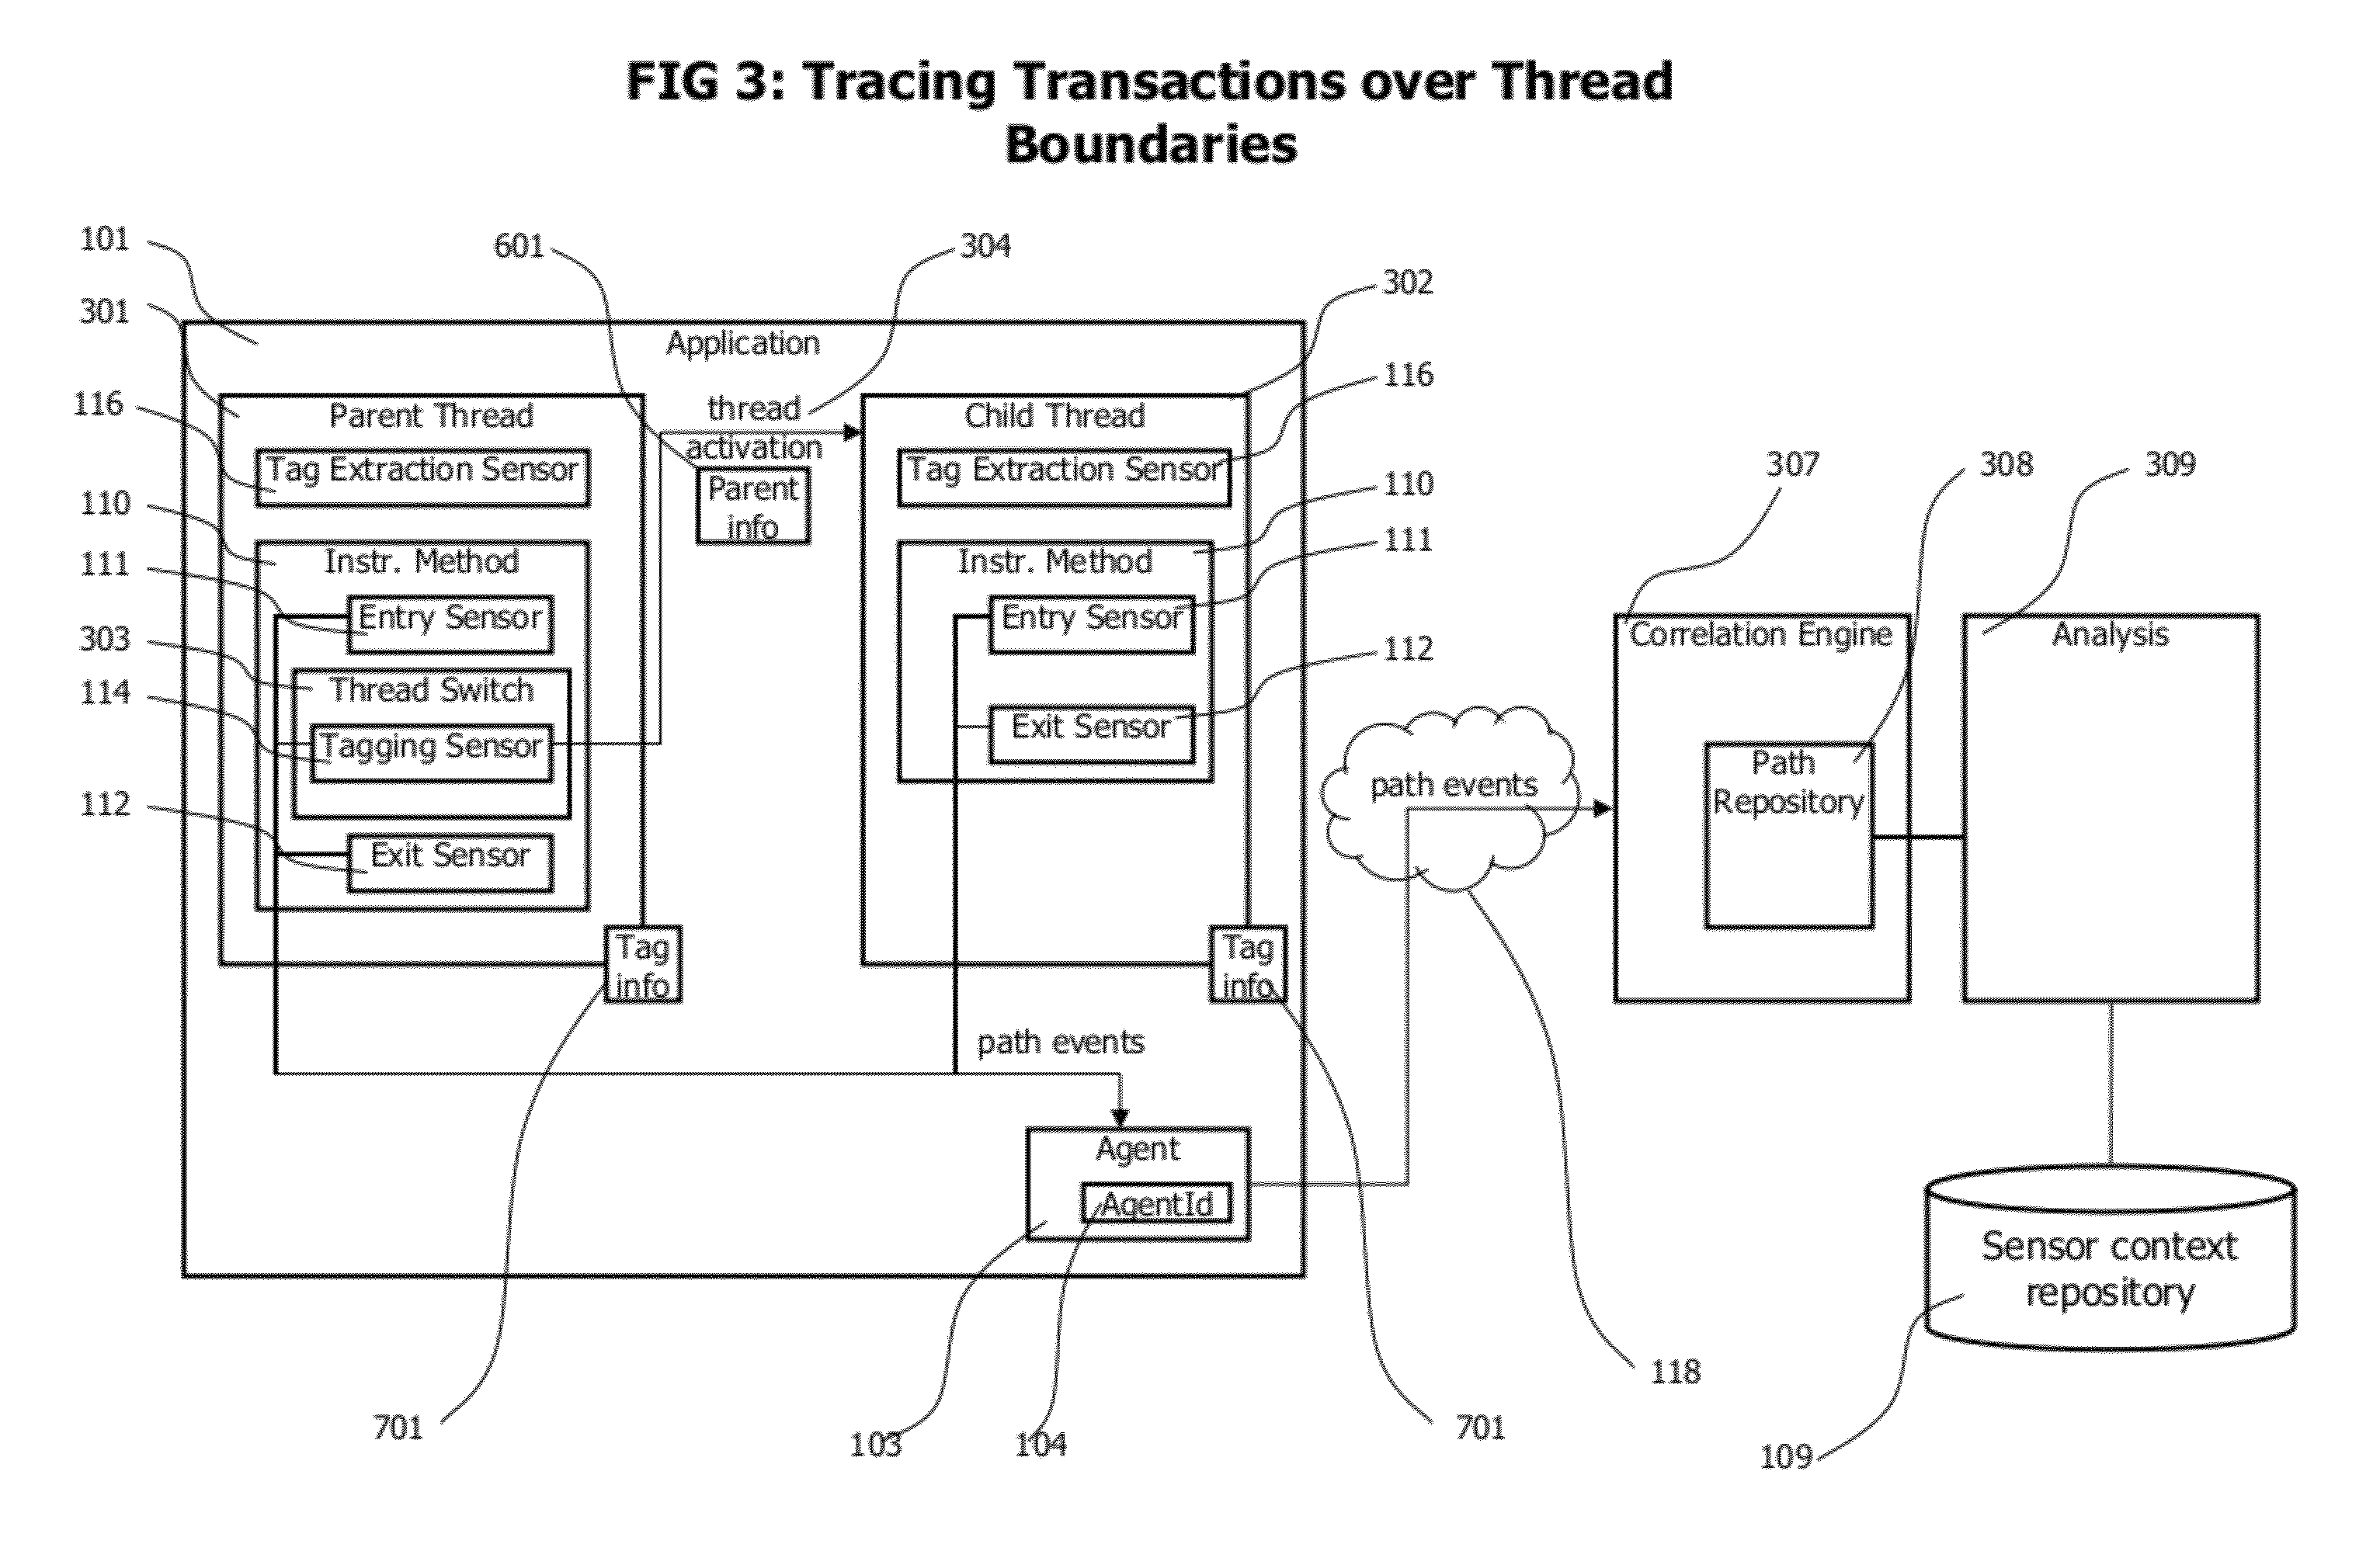 FIG 3: Tracing Transactions over Thread
Boundaries
101
601
304
302
301
Application
116
116
Parent Thread
thread
activation
Child Thread
Tag Extraction Sensor
Tag Extraction Sensor
Parent
info
307
308
309
110
110
Instr. Method
Instr. Method
111
111
Entry Sensor
Entry Sensor
303
Thread Switch
112
Correlation Engine
Analysis
114
Tagging Sensor
Exit Sensor
path events
Path
Repository
112
Exit Sensor
Tag
info
Tag
info
path events
Agent
AgentId
Sensor context
repository
118
701
103
104
701
109